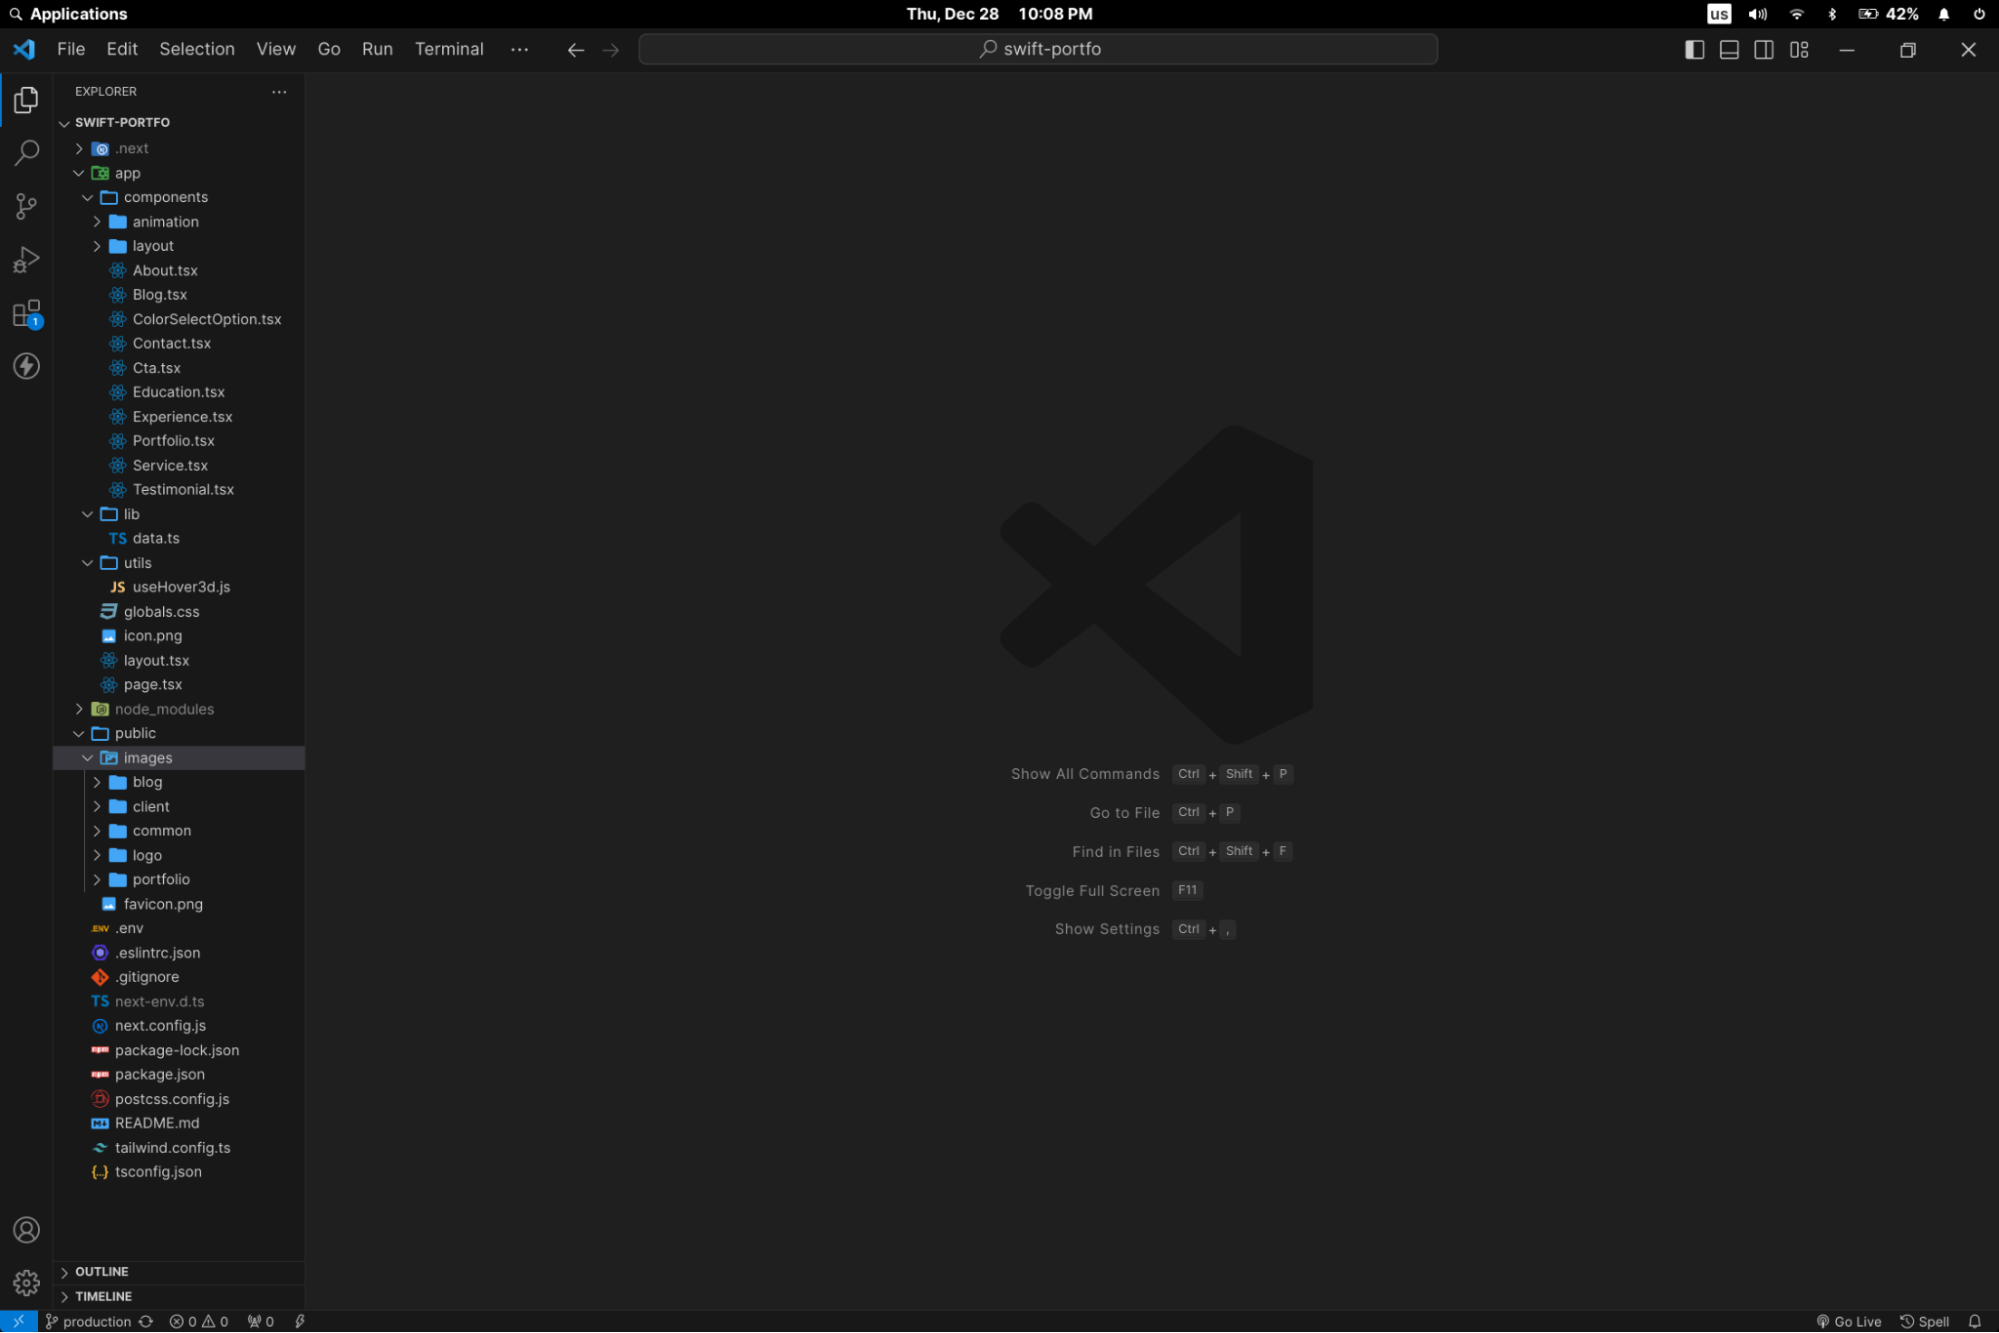 Applications
Thu, Dec 28 10:08 PM
us
42%
File Edit Selection View Go Run Terminal ···
swift-portfo
EXPLORER
SWIFT-PORTFO
.next
app
components
animation
layout
About.tsx
Blog.tsx
ColorSelectOption.tsx
Contact.tsx
Cta.tsx
Education.tsx
Experience.tsx
Portfolio.tsx
Service.tsx
Testimonial.tsx
lib
TS data.ts
utils
JS useHover3d.js
globals.css
icon.png
layout.tsx
page.tsx
node_modules
public
images
blog
client
common
logo
portfolio
favicon.png
.ENV .env
.eslintrc.json
.gitignore
TS next-env.d.ts
next.config.js
npm package-lock.json
npm package.json
postcss.config.js
README.md
tailwind.config.ts
{..} tsconfig.json
1
Show All Commands Ctrl + Shift + P
Go to File Ctrl + P
Find in Files Ctrl + Shift + F
Toggle Full Screen F11
Show Settings Ctrl + ,
OUTLINE
TIMELINE
production 0 0 0
Go Live Spell